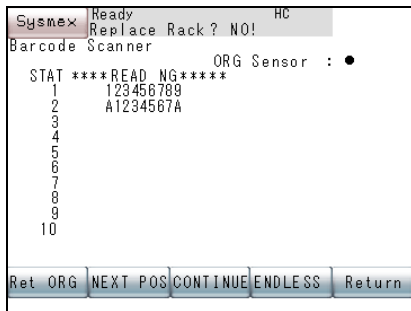 Sysmex Ready HC
Replace Rack? NO!
Barcode Scanner
ORG Sensor : ●
STAT ****READ NG*****
1 123456789
2 A1234567A
3
4
5
6
7
8
9
10
Ret ORG NEXT POS CONTINUE ENDLESS Return